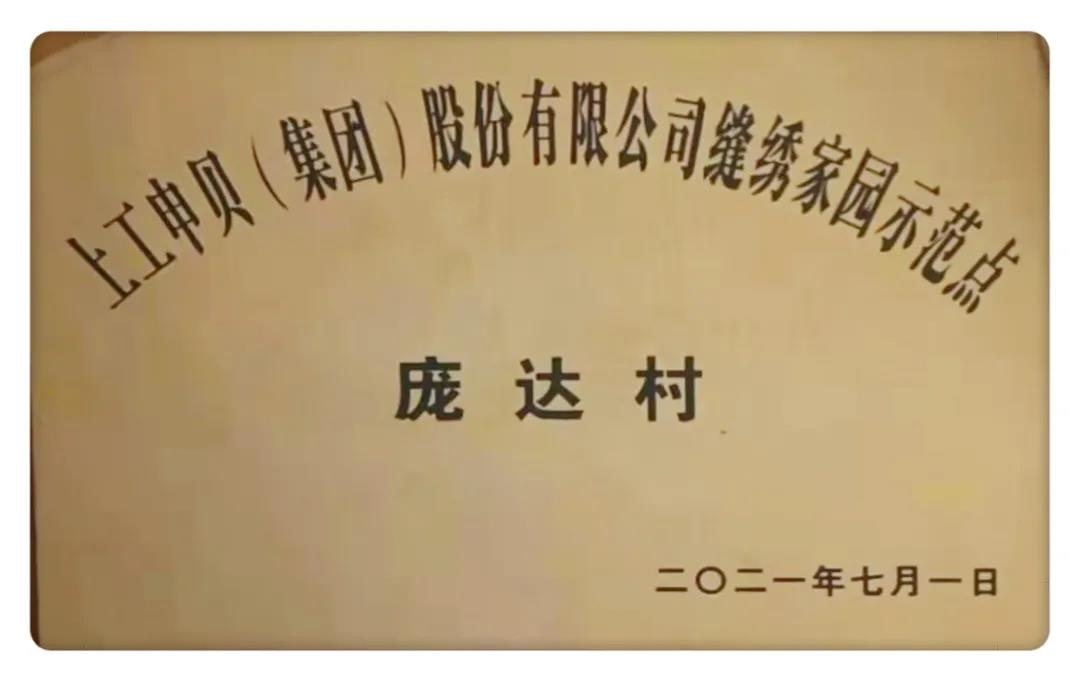 上工申贝（集团）股份有限公司缝绣家园示范点
庞达村
二〇二一年七月一日